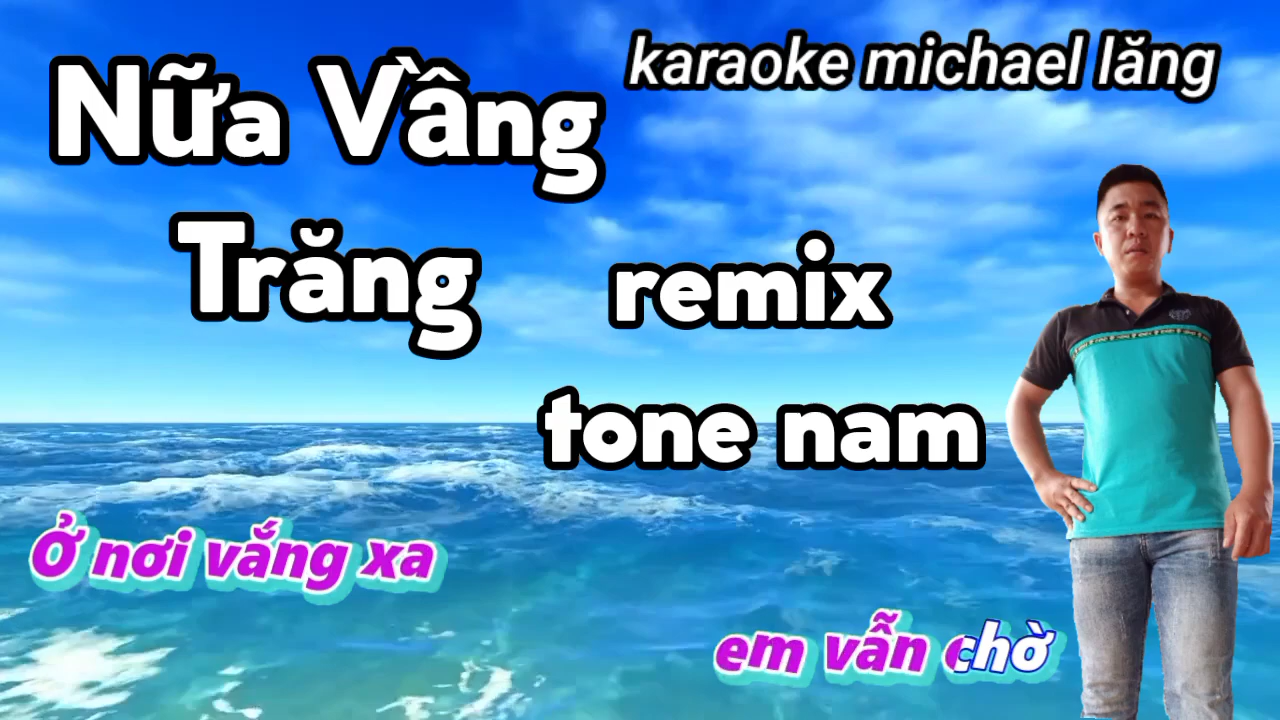 karaoke michael lăng
Nữa Vầng
Trăng
remix
tone nam
Ở nơi vắng xa
em vẫn chờ